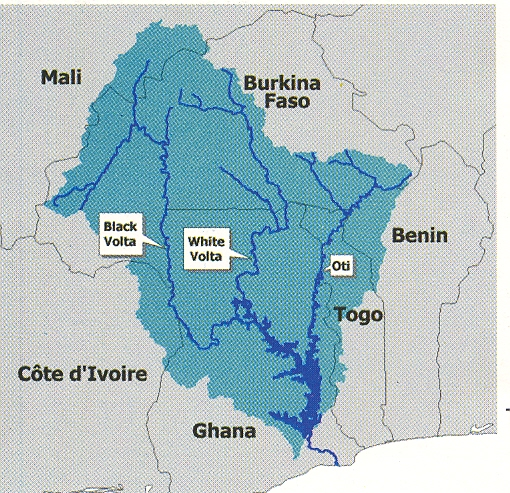 Mali
Burkina
Faso
Black
Volta
White
Volta
Oti
Benin
Togo
Côte d'Ivoire
Ghana